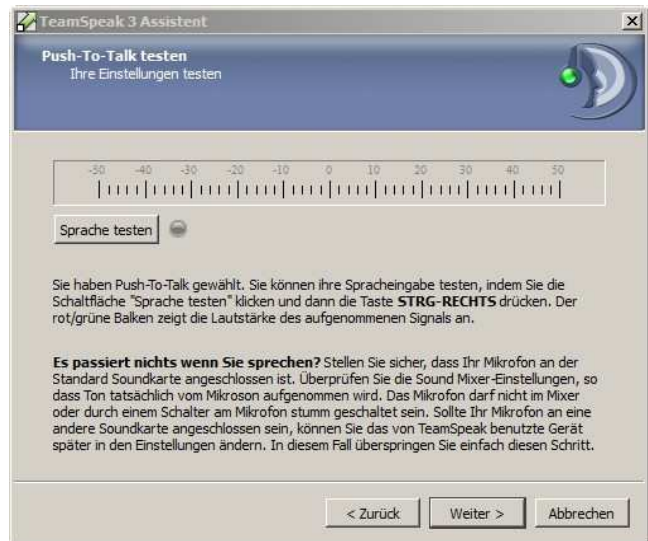 TeamSpeak 3 Assistent
Push-To-Talk testen
Ihre Einstellungen testen
-50 -40 -30 -20 -10 0 10 20 30 40 50
Sprache testen
Sie haben Push-To-Talk gewählt. Sie können ihre Spracheingabe testen, indem Sie die
Schaltfläche "Sprache testen" klicken und dann die Taste STRG-RECHTS drücken. Der
rot/grüne Balken zeigt die Lautstärke des aufgenommenen Signals an.
Es passiert nichts wenn Sie sprechen? Stellen Sie sicher, dass Ihr Mikrofon an der
Standard Soundkarte angeschlossen ist. Überprüfen Sie die Sound Mixer-Einstellungen, so
dass Ton tatsächlich vom Mikroson aufgenommen wird. Das Mikrofon darf nicht im Mixer
oder durch einem Schalter am Mikrofon stumm geschaltet sein. Sollte Ihr Mikrofon an eine
andere Soundkarte angeschlossen sein, können Sie das von TeamSpeak benutzte Gerät
später in den Einstellungen ändern. In diesem Fall überspringen Sie einfach diesen Schritt.
< Zurück Weiter > Abbrechen